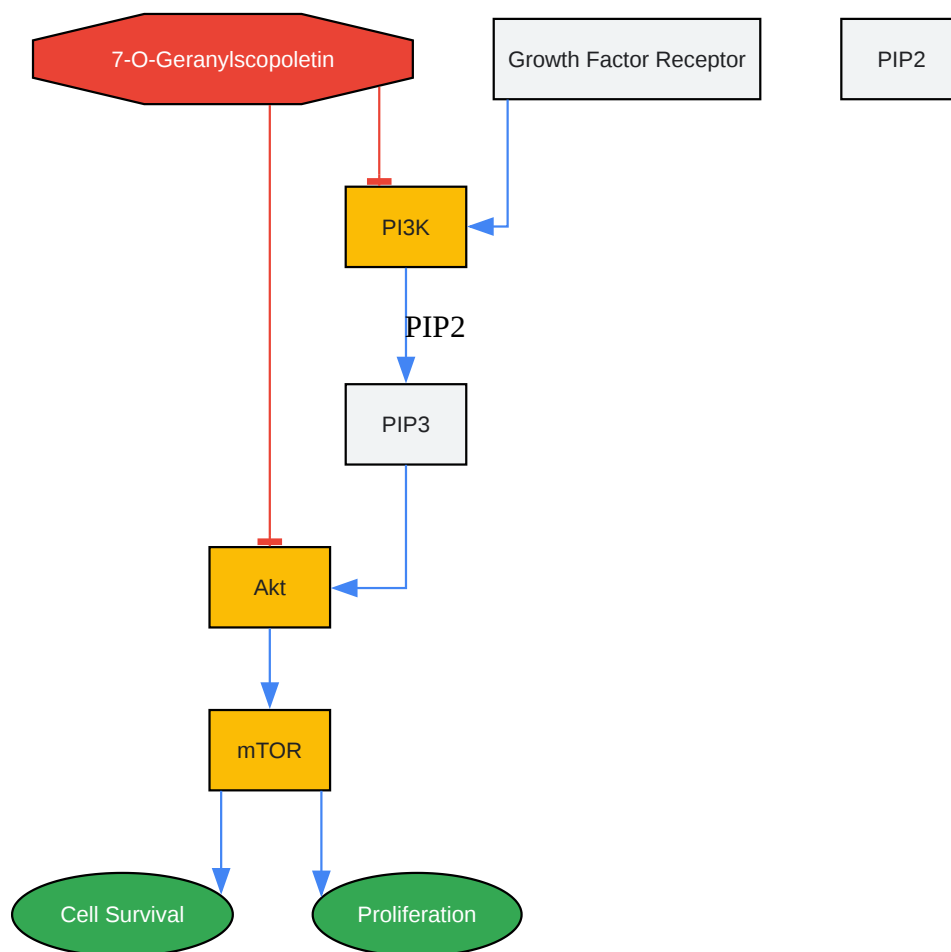 7-O-Geranylscopoletin
Growth Factor Receptor
PIP2
PI3K
PIP2
PIP3
Akt
mTOR
Cell Survival
Proliferation